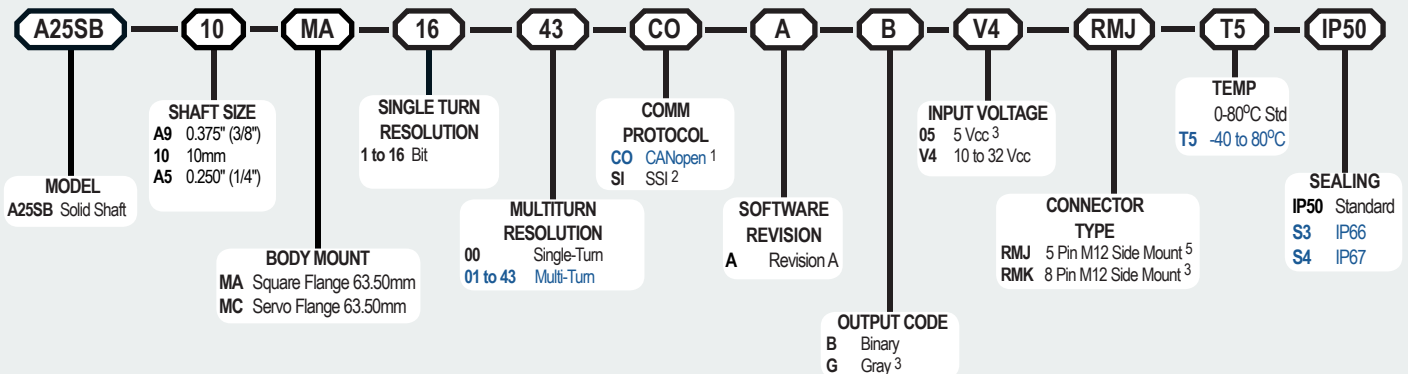 A25SB 10 MA 16 43 CO A B V4 RMJ T5 IP50
MODEL
A25SB Solid Shaft
SHAFT SIZE
A9 0.375" (3/8")
10 10mm
A5 0.250" (1/4")
BODY MOUNT
MA Square Flange 63.50mm
MC Servo Flange 63.50mm
SINGLE TURN
RESOLUTION
1 to 16 Bit
MULTITURN
RESOLUTION
00 Single-Turn
01 to 43 Multi-Turn
COMM
PROTOCOL
CO CANopen 1
SI SSI 2
SOFTWARE
REVISION
A Revision A
OUTPUT CODE
B Binary
G Gray 3
INPUT VOLTAGE
05 5 Vcc 3
V4 10 to 32 Vcc
CONNECTOR
TYPE
RMJ 5 Pin M12 Side Mount 5
RMK 8 Pin M12 Side Mount 3
TEMP
0-80°C Std
T5 -40 to 80°C
SEALING
IP50 Standard
S3 IP66
S4 IP67